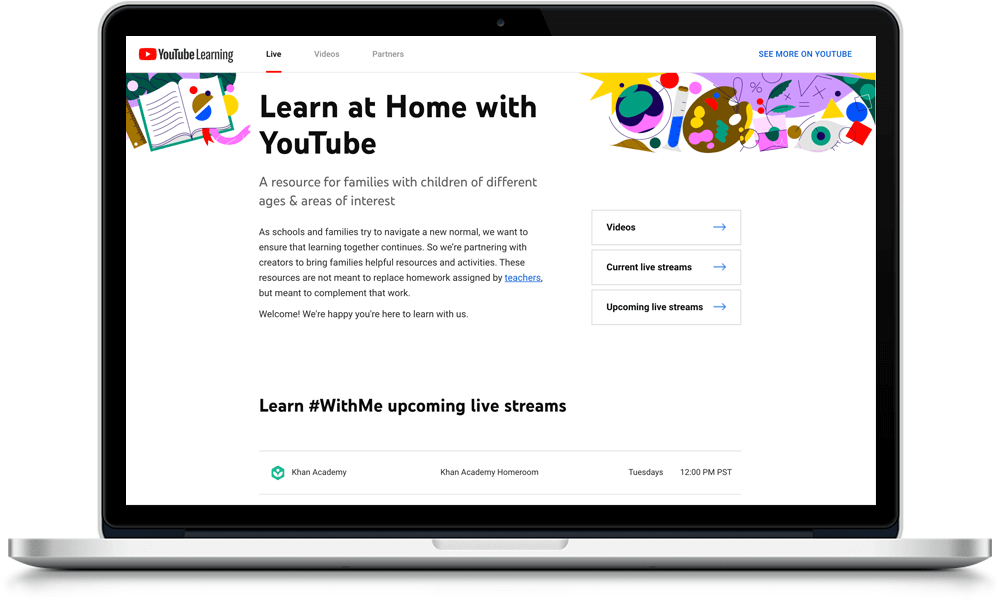 YouTube Learning
Live
Videos
Partners
SEE MORE ON YOUTUBE
Learn at Home with
YouTube
A resource for families with children of different
ages & areas of interest
As schools and families try to navigate a new normal, we want to
ensure that learning together continues. So we're partnering with
creators to bring families helpful resources and activities. These
resources are not meant to replace homework assigned by teachers,
but meant to complement that work.
Welcome! We're happy you're here to learn with us.
Videos
Current live streams
Upcoming live streams
Learn #WithMe upcoming live streams
Khan Academy Khan Academy Homeroom Tuesdays 12:00 PM PST